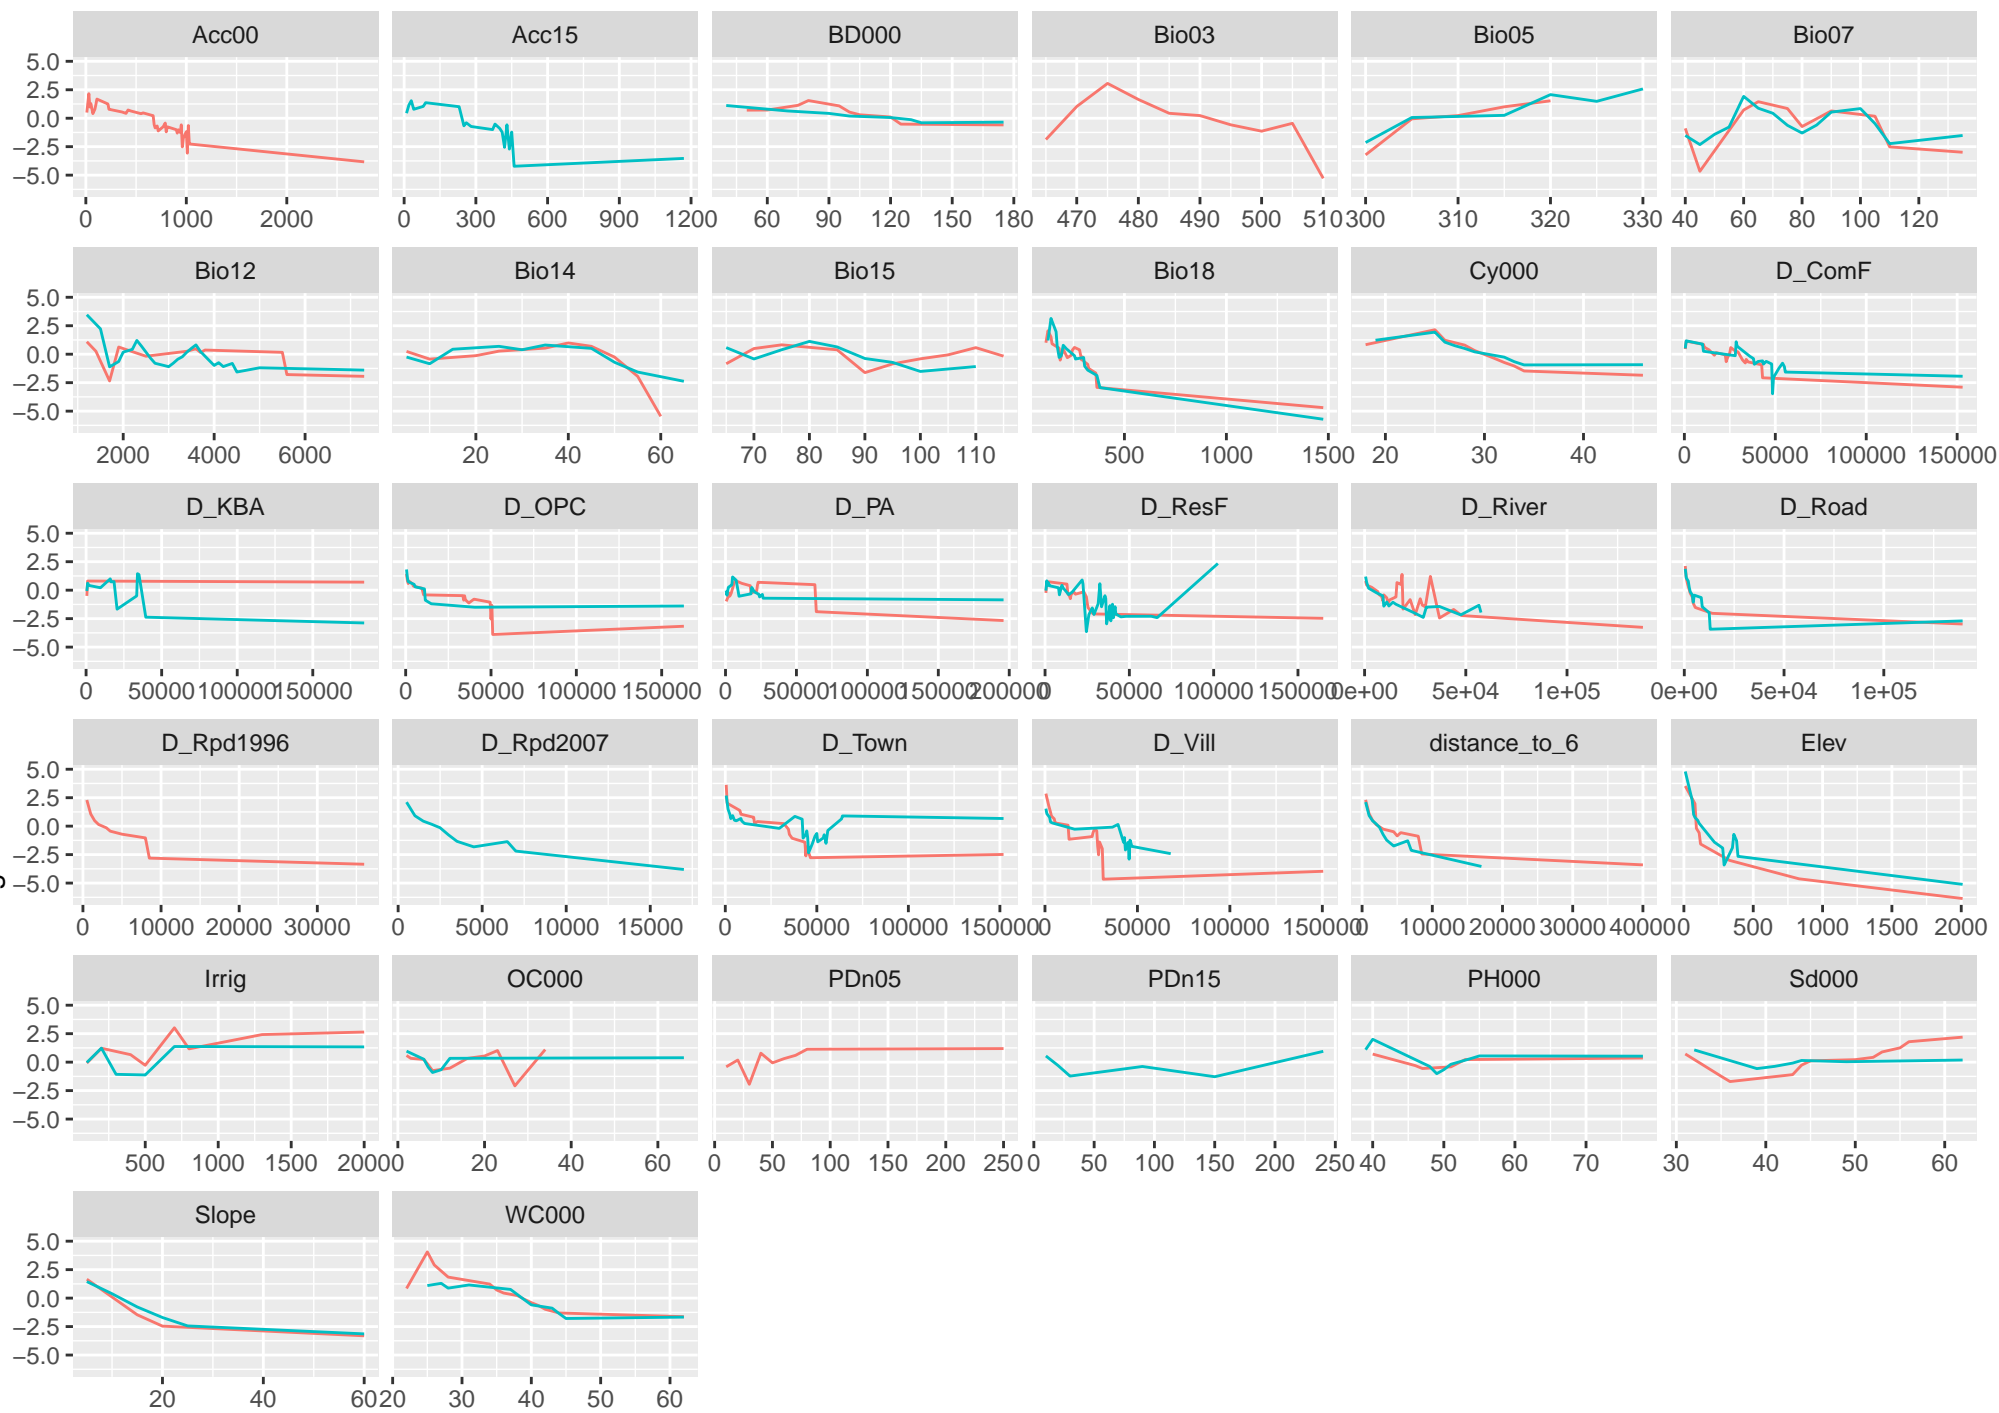 Acc00 Acc15 BD000 Bio03 Bio05 Bio07
5.0
2.5
0.0
−2.5
−5.0
0 1000 2000 0 300 600 900 1200 60 90 120 150 180 470 480 490 500 510 300 310 320 330 40 60 80 100 120
Bio12 Bio14 Bio15 Bio18 Cy000 D_ComF
5.0
2.5
0.0
−2.5
−5.0
2000 4000 6000 20 40 60 70 80 90 100 110 500 1000 1500 20 30 40 0 50000 100000 150000
D_KBA D_OPC D_PA D_ResF D_River D_Road
5.0
2.5
0.0
−2.5
−5.0
0 50000 100000 150000 0 50000 100000 150000 0 50000 100000 150000 200000 0 50000 100000 150000 0e+00 5e+04 1e+05 0e+00 5e+04 1e+05
D_Rpd1996 D_Rpd2007 D_Town D_Vill distance_to_6 Elev
5.0
2.5
0.0
−2.5
−5.0
0 10000 20000 30000 0 5000 10000 15000 0 50000 100000 150000 0 50000 100000 150000 0 10000 20000 30000 40000 0 500 1000 1500 2000
Irrig OC000 PDn05 PDn15 PH000 Sd000
5.0
2.5
0.0
−2.5
−5.0
500 1000 1500 2000 0 20 40 60 0 50 100 150 200 250 0 50 100 150 200 250 40 50 60 70 30 40 50 60
Slope WC000
5.0
2.5
0.0
−2.5
−5.0
20 40 60 20 30 40 50 60